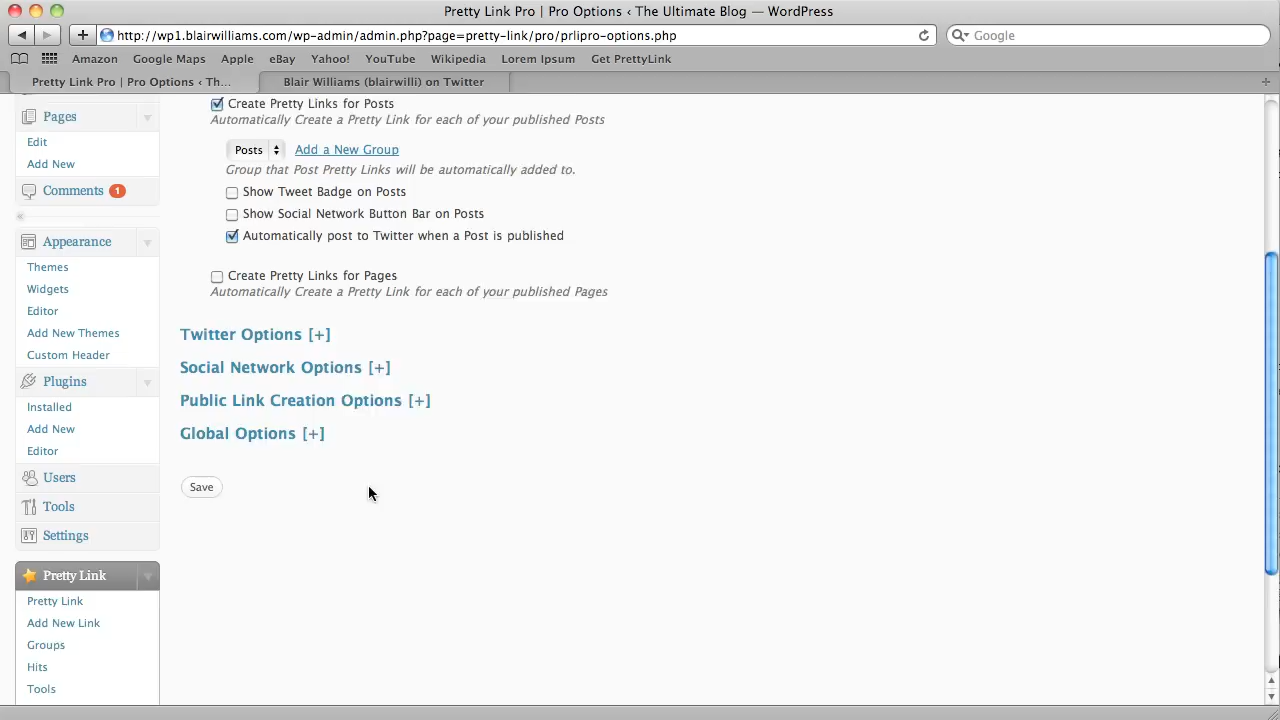 Pretty Link Pro | Pro Options ‹ The Ultimate Blog — WordPress
http://wp1.blairwilliams.com/wp-admin/admin.php?page=pretty-link/pro/prlipro-options.php
Google
Amazon Google Maps Apple eBay Yahoo! YouTube Wikipedia Lorem Ipsum Get PrettyLink
Pretty Link Pro | Pro Options ‹ Th...
Blair Williams (blairwilli) on Twitter
Pages
Edit
Add New
Comments 1
Appearance
Themes
Widgets
Editor
Add New Themes
Custom Header
Plugins
Installed
Add New
Editor
Users
Tools
Settings
Pretty Link
Pretty Link
Add New Link
Groups
Hits
Tools
Create Pretty Links for Posts
Automatically Create a Pretty Link for each of your published Posts
Posts Add a New Group
Group that Post Pretty Links will be automatically added to.
Show Tweet Badge on Posts
Show Social Network Button Bar on Posts
Automatically post to Twitter when a Post is published
Create Pretty Links for Pages
Automatically Create a Pretty Link for each of your published Pages
Twitter Options [+]
Social Network Options [+]
Public Link Creation Options [+]
Global Options [+]
Save